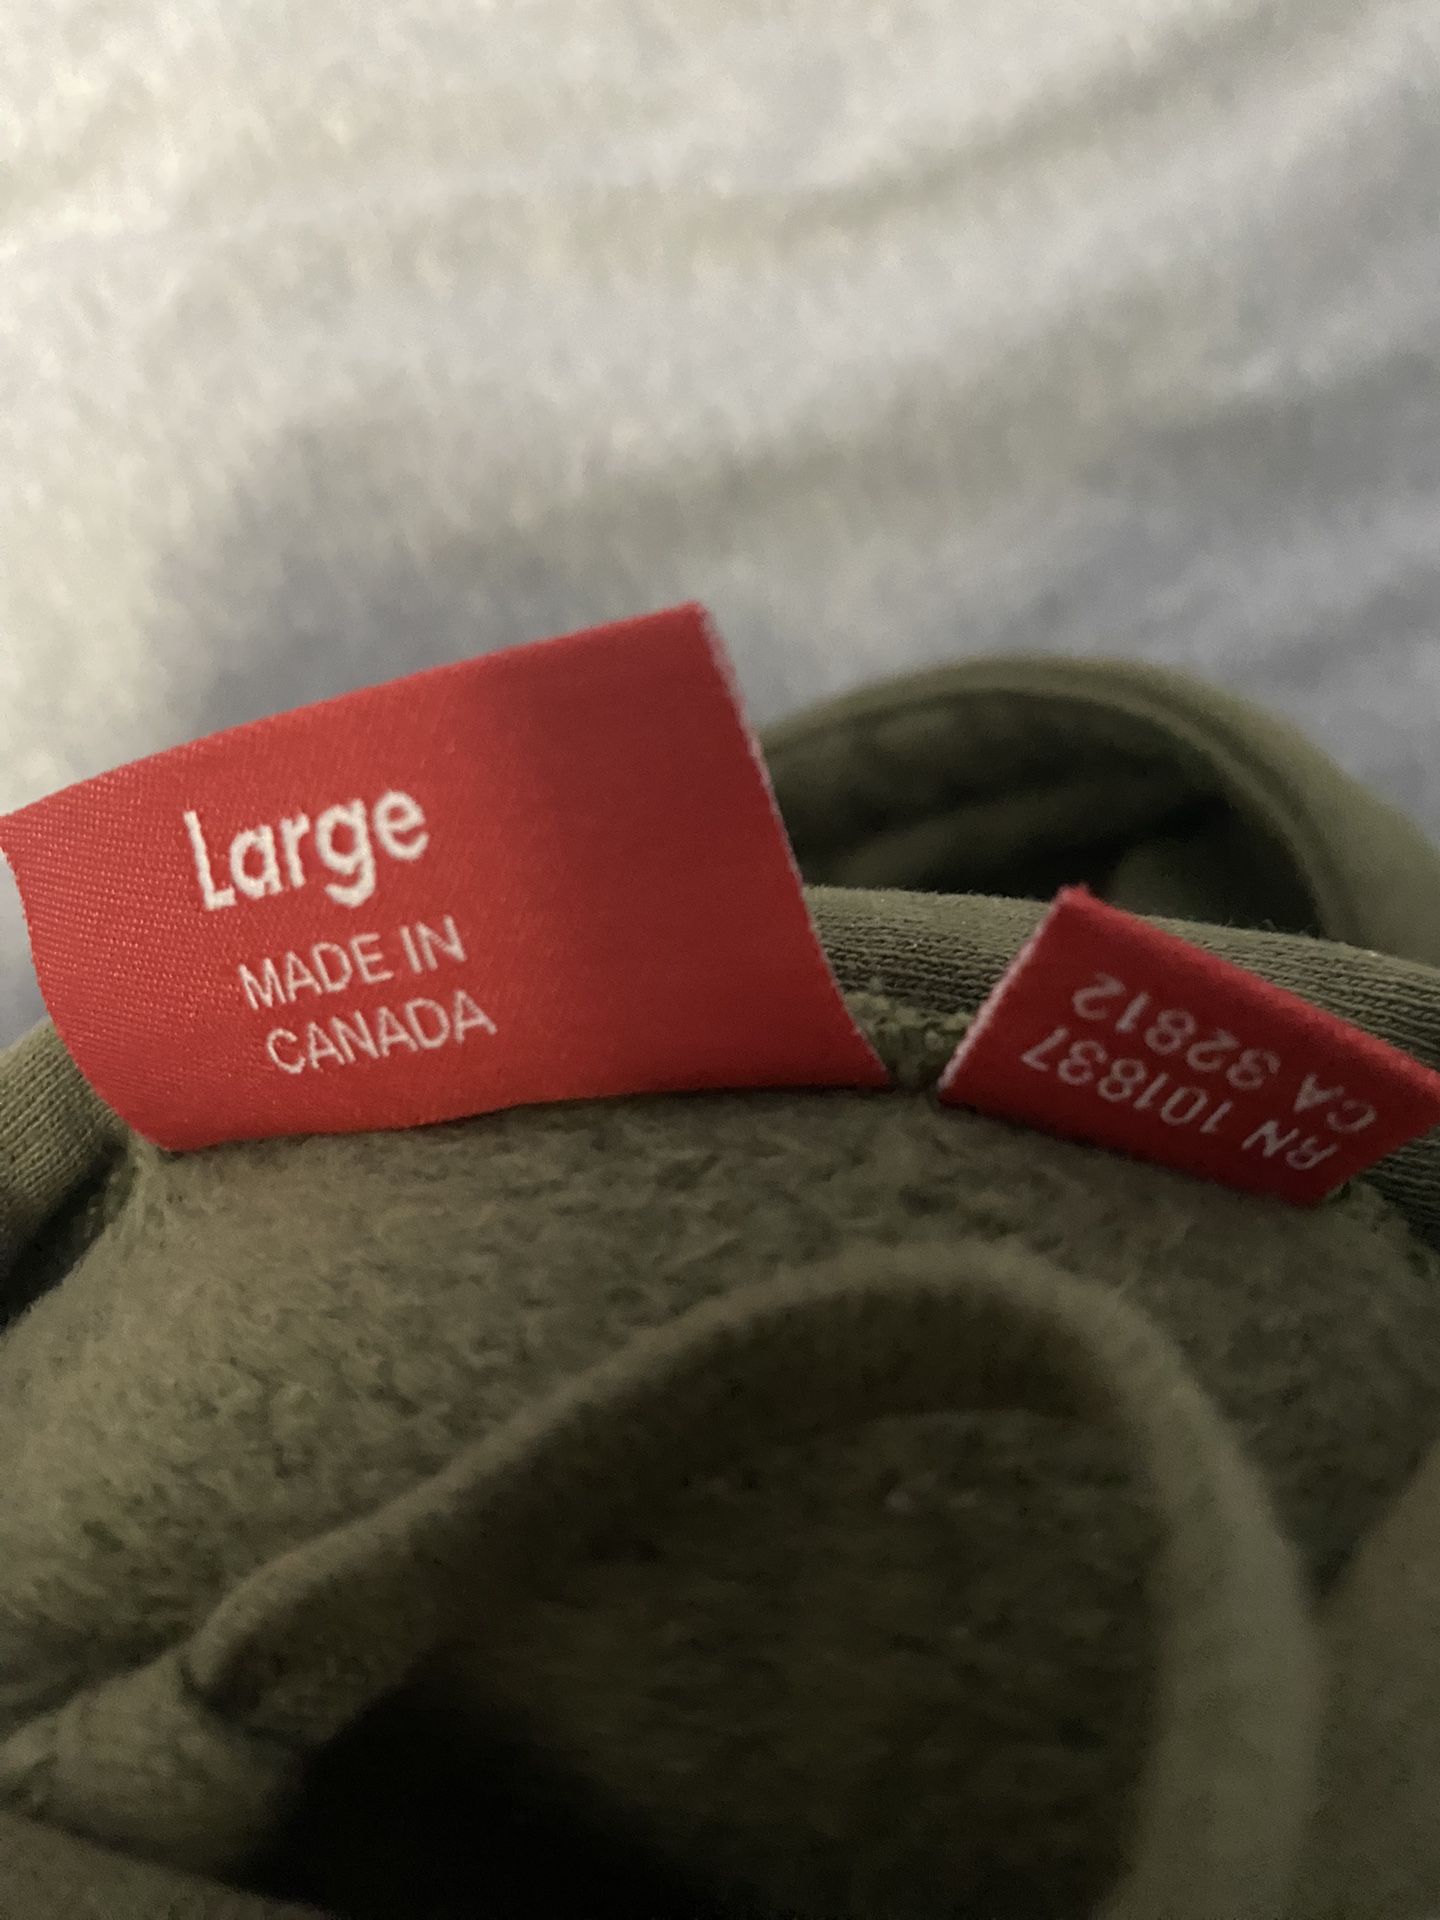 Large
MADE IN
CANADA
RN 101837
CA 32812